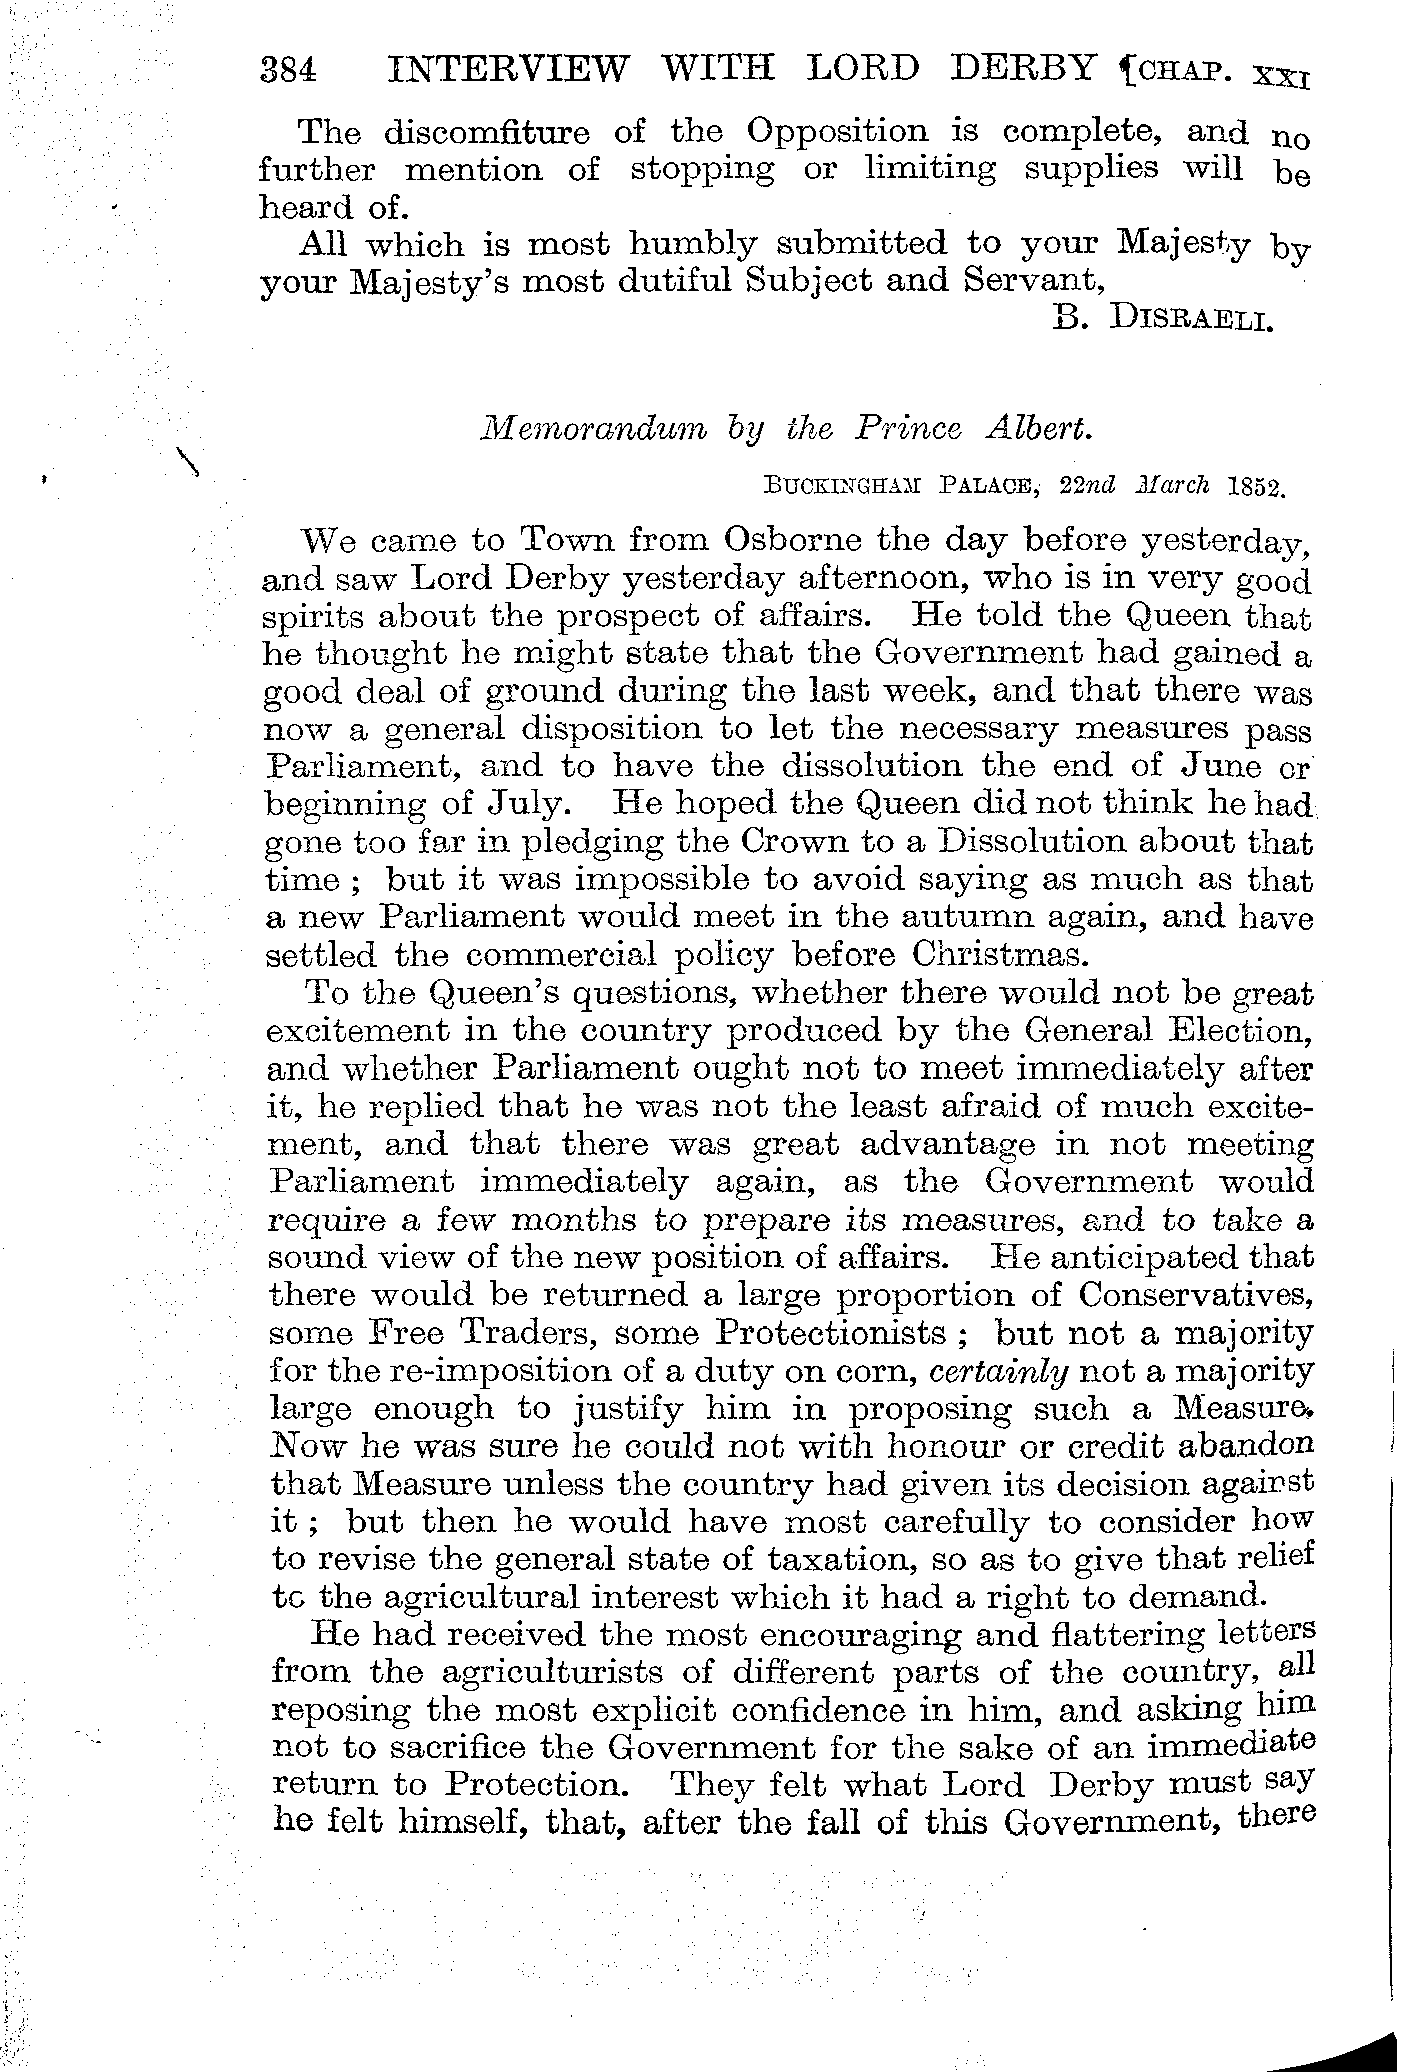 384 INTERVIEW WITH LORD DERBY [CHAP. XXI
The discomfiture of the Opposition is complete, and no
further mention of stopping or limiting supplies will be
heard of.
All which is most humbly submitted to your Majesty by
your Majesty's most dutiful Subject and Servant,
B. DISRAELI.
Memorandum by the Prince Albert.
BUCKINGHAM PALACE, 22nd March 1852.
We came to Town from Osborne the day before yesterday,
and saw Lord Derby yesterday afternoon, who is in very good
spirits about the prospect of affairs. He told the Queen that
he thought he might state that the Government had gained a
good deal of ground during the last week, and that there was
now a general disposition to let the necessary measures pass
Parliament, and to have the dissolution the end of June or
beginning of July. He hoped the Queen did not think he had
gone too far in pledging the Crown to a Dissolution about that
time ; but it was impossible to avoid saying as much as that
a new Parliament would meet in the autumn again, and have
settled the commercial policy before Christmas.
To the Queen's questions, whether there would not be great
excitement in the country produced by the General Election,
and whether Parliament ought not to meet immediately after
it, he replied that he was not the least afraid of much excite-
ment, and that there was great advantage in not meeting
Parliament immediately again, as the Government would
require a few months to prepare its measures, and to take a
sound view of the new position of affairs. He anticipated that
there would be returned a large proportion of Conservatives,
some Free Traders, some Protectionists ; but not a majority
for the re-imposition of a duty on corn, certainly not a majority
large enough to justify him in proposing such a Measure.
Now he was sure he could not with honour or credit abandon
that Measure unless the country had given its decision against
it ; but then he would have most carefully to consider how
to revise the general state of taxation, so as to give that relief
to the agricultural interest which it had a right to demand.
He had received the most encouraging and flattering letters
from the agriculturists of different parts of the country, all
reposing the most explicit confidence in him, and asking him
not to sacrifice the Government for the sake of an immediate
return to Protection. They felt what Lord Derby must say
he felt himself, that, after the fall of this Government, there